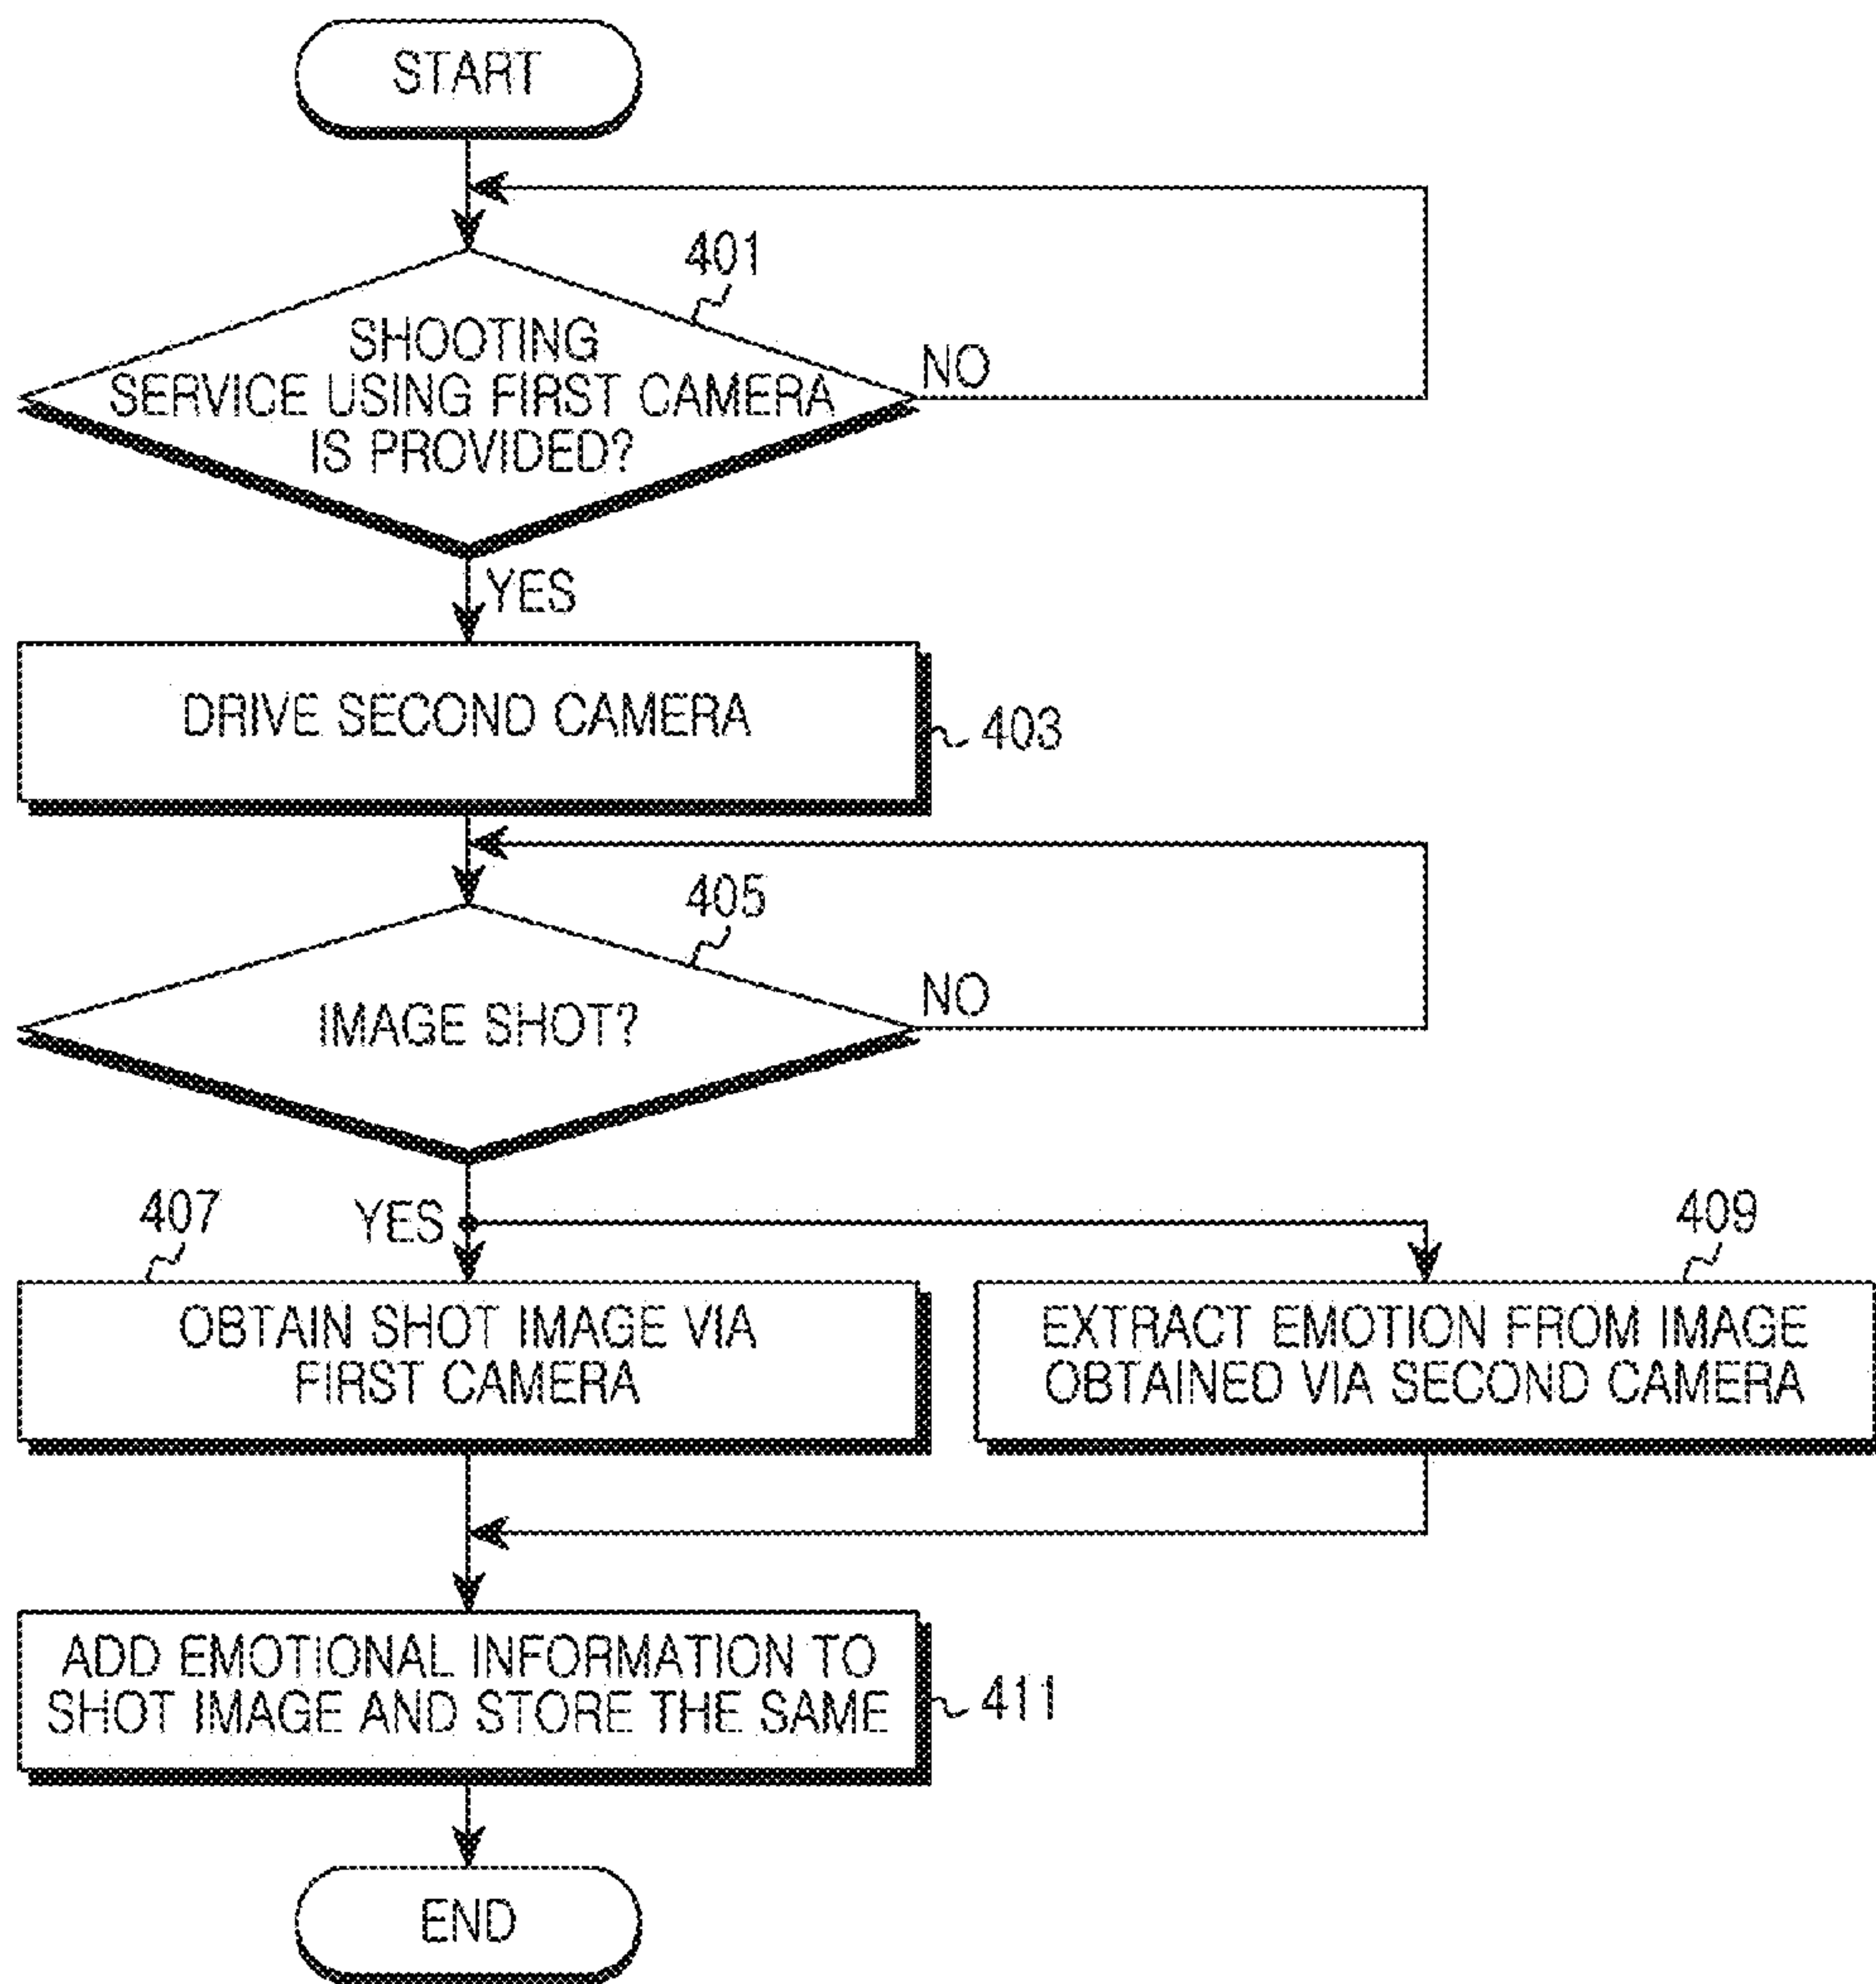 START
401
SHOOTING
SERVICE USING FIRST CAMERA
IS PROVIDED?
NO
YES
DRIVE SECOND CAMERA
403
405
IMAGE SHOT?
NO
YES
407
409
OBTAIN SHOT IMAGE VIA
FIRST CAMERA
EXTRACT EMOTION FROM IMAGE
OBTAINED VIA SECOND CAMERA
ADD EMOTIONAL INFORMATION TO
SHOT IMAGE AND STORE THE SAME
411
END